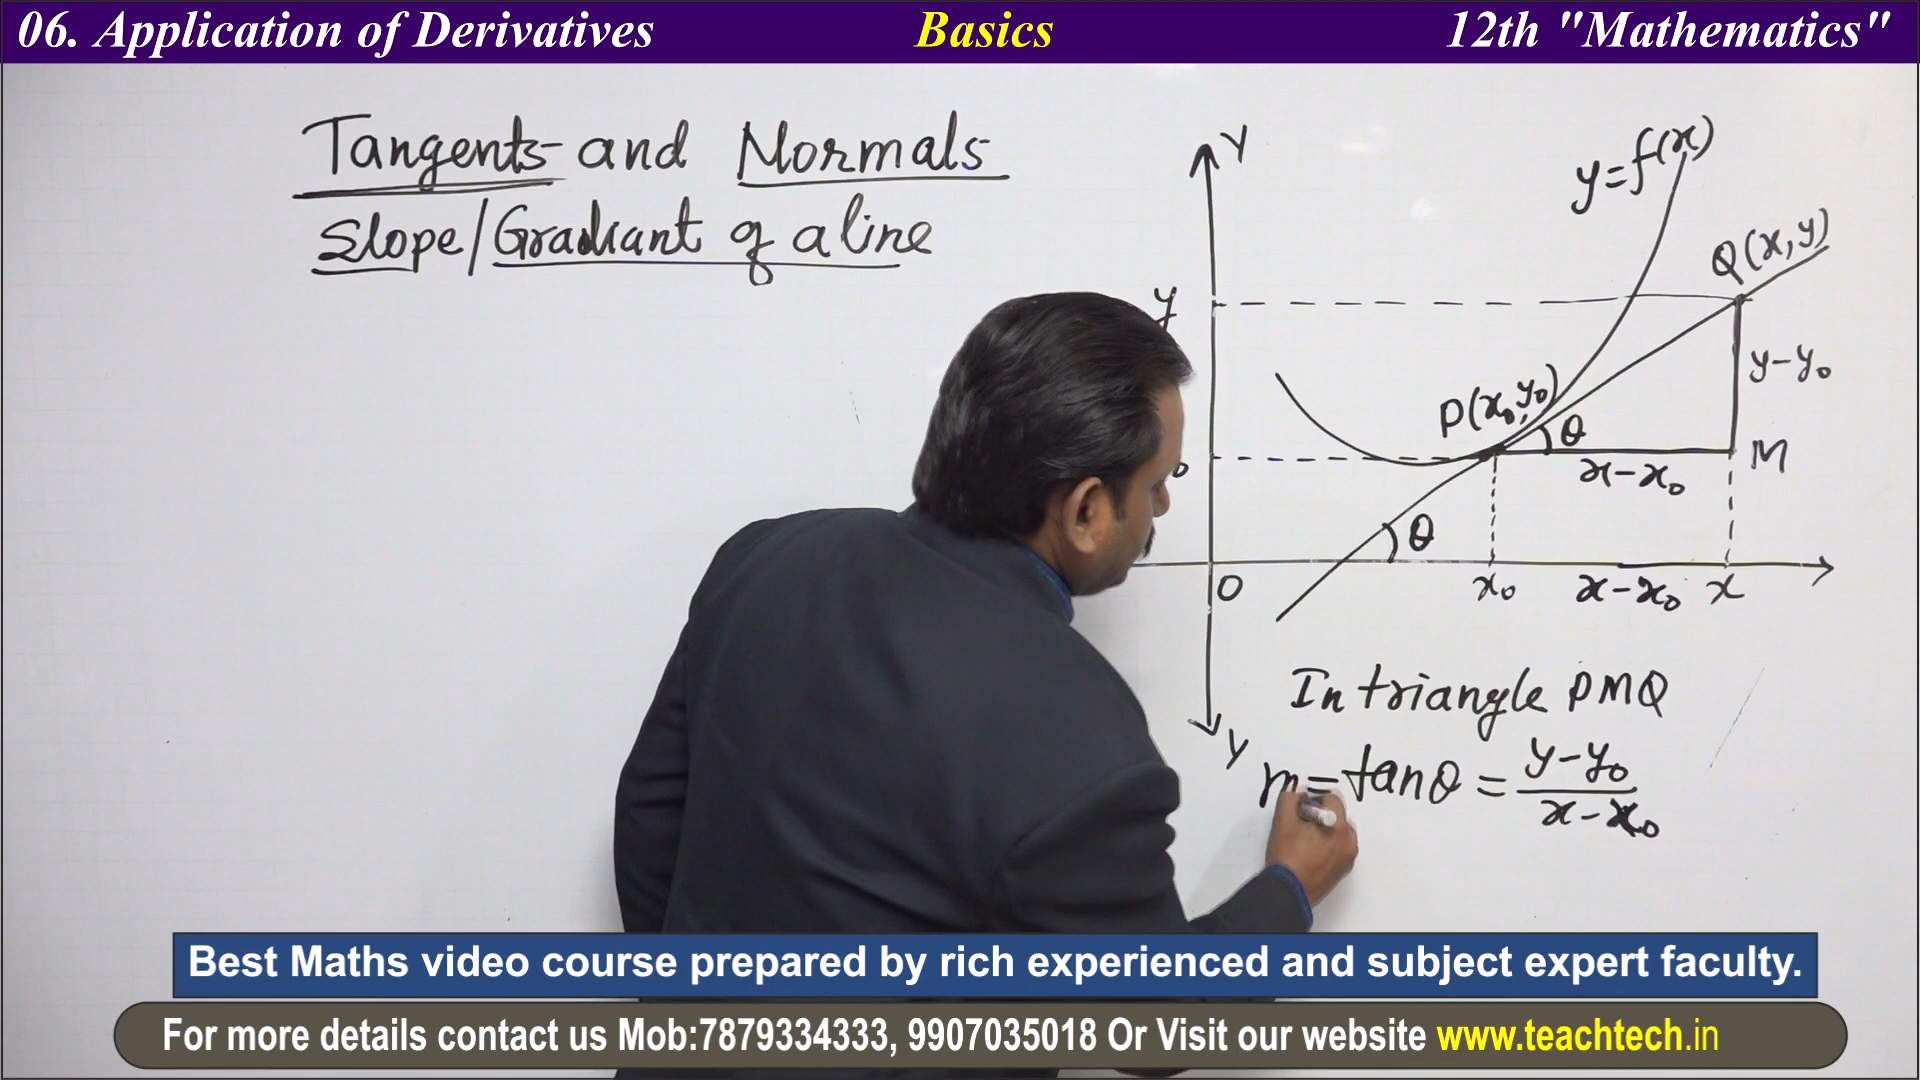 06. Application of Derivatives Basics 12th "Mathematics"
Tangents and Normals
Slope/Gradiant of a line
Y
y=f(x)
Q(x,y)
y
y-y₀
P(x₀,y₀)
θ
M
x-x₀
θ
O x₀ x-x₀ x
Y
In triangle PMQ
m=tanθ = (y-y₀)/(x-x₀)
Best Maths video course prepared by rich experienced and subject expert faculty.
For more details contact us Mob:7879334333, 9907035018 Or Visit our website www.teachtech.in